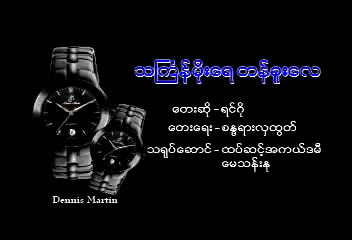 သင်္ကြန်မိုးရေ တန်ခူးလေ
တေးဆို - ရင်ဂို
တေးရေး - စန္ဒရားလှထွတ်
သရုပ်ဆောင် - ထပ်ဆင့်အကယ်ဒမီ
မေသန်းနု
Dennis Martin